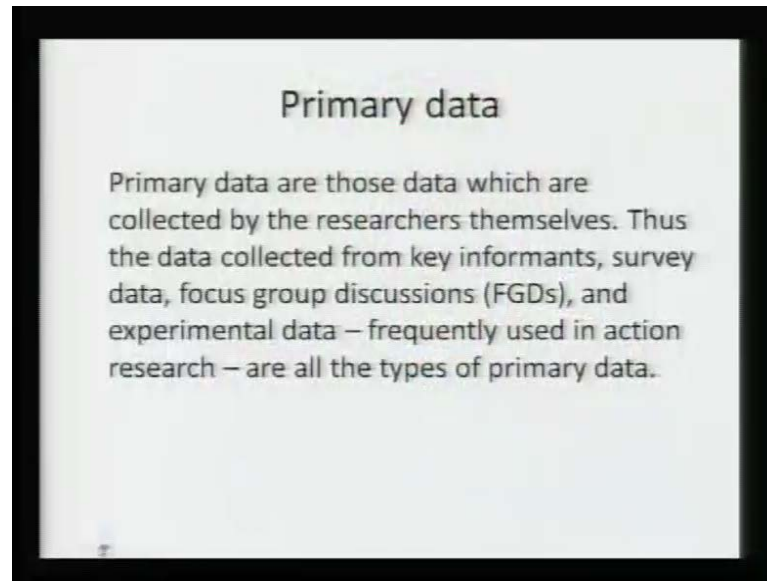 Primary data
Primary data are those data which are
collected by the researchers themselves. Thus
the data collected from key informants, survey
data, focus group discussions (FGDs), and
experimental data – frequently used in action
research – are all the types of primary data.